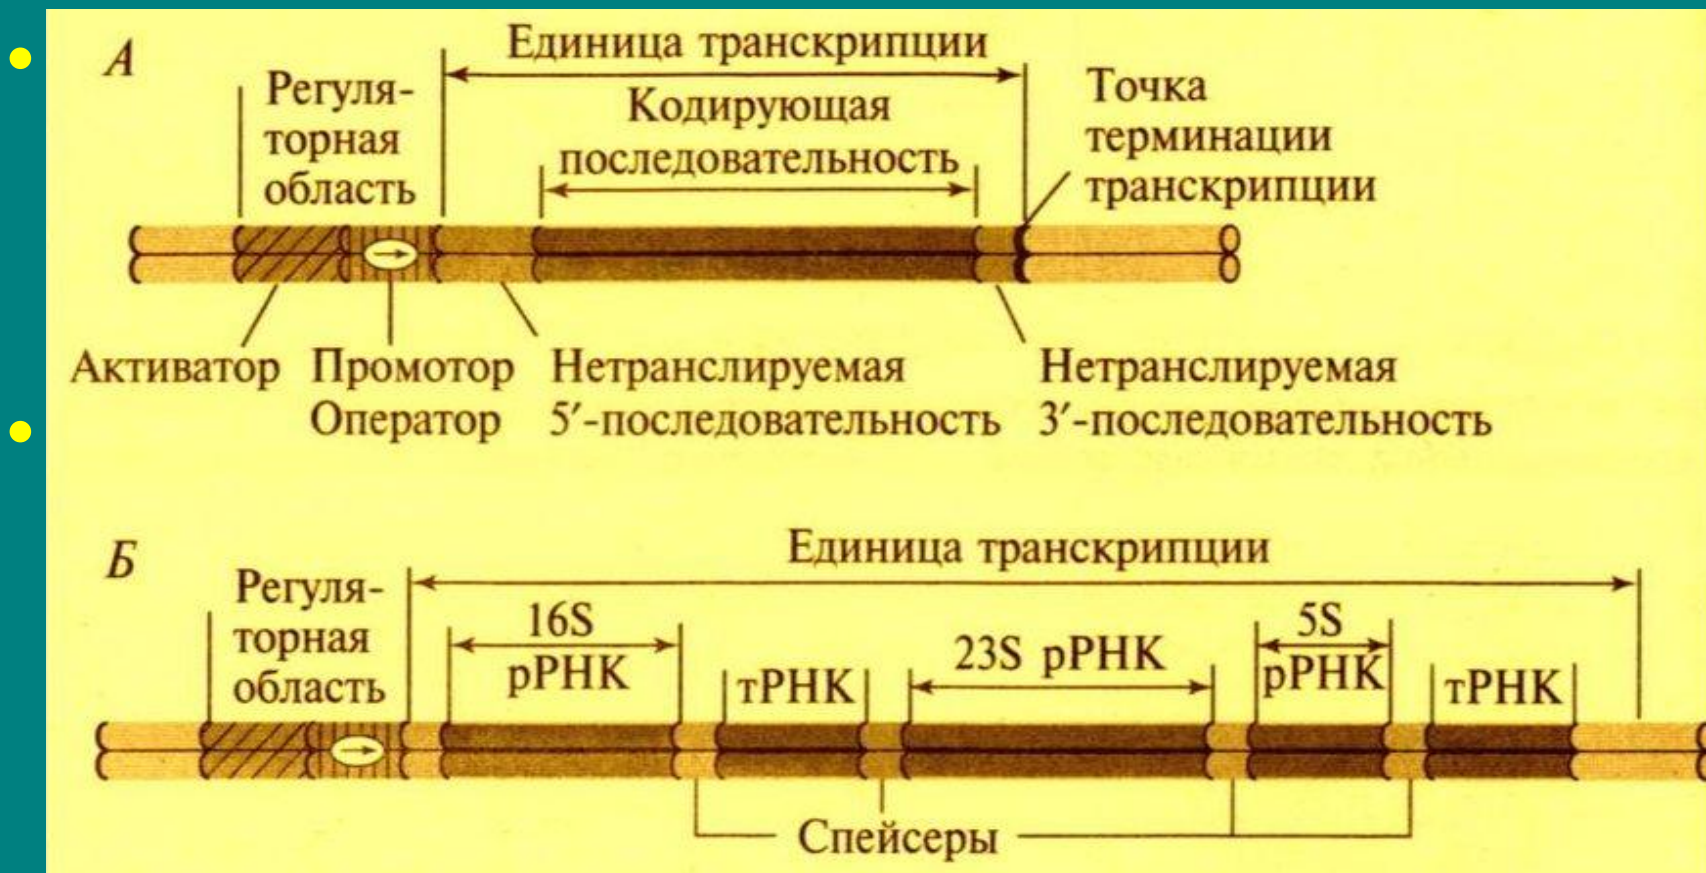 А
Единица транскрипции
Регуля-
торная
область
Кодирующая
последовательность
Точка
терминации
транскрипции
Активатор
Промотор
Оператор
Нетранслируемая
5′-последовательность
Нетранслируемая
3′-последовательность
Б
Единица транскрипции
Регуля-
торная
область
16S
рРНК
тРНК
23S рРНК
5S
рРНК
тРНК
Спейсеры